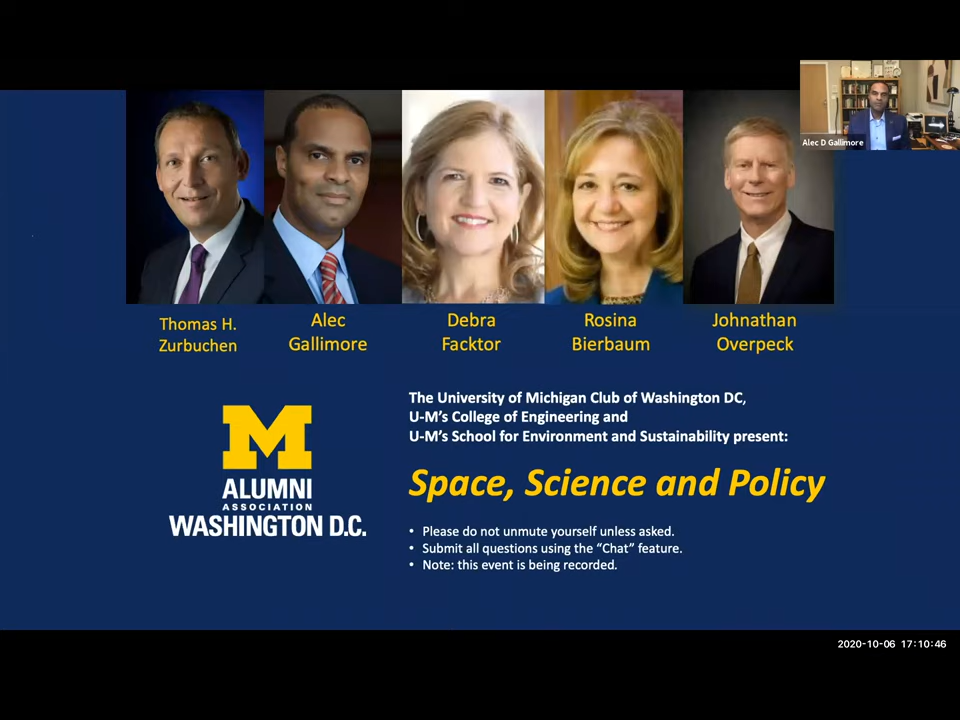 Alec D Gallimore
Thomas H.
Zurbuchen
Alec
Gallimore
Debra
Facktor
Rosina
Bierbaum
Johnathan
Overpeck
The University of Michigan Club of Washington DC,
U-M’s College of Engineering and
U-M’s School for Environment and Sustainability present:
M
ALUMNI
ASSOCIATION
WASHINGTON D.C.
Space, Science and Policy
• Please do not unmute yourself unless asked.
• Submit all questions using the “Chat” feature.
• Note: this event is being recorded.
2020-10-06 17:10:46